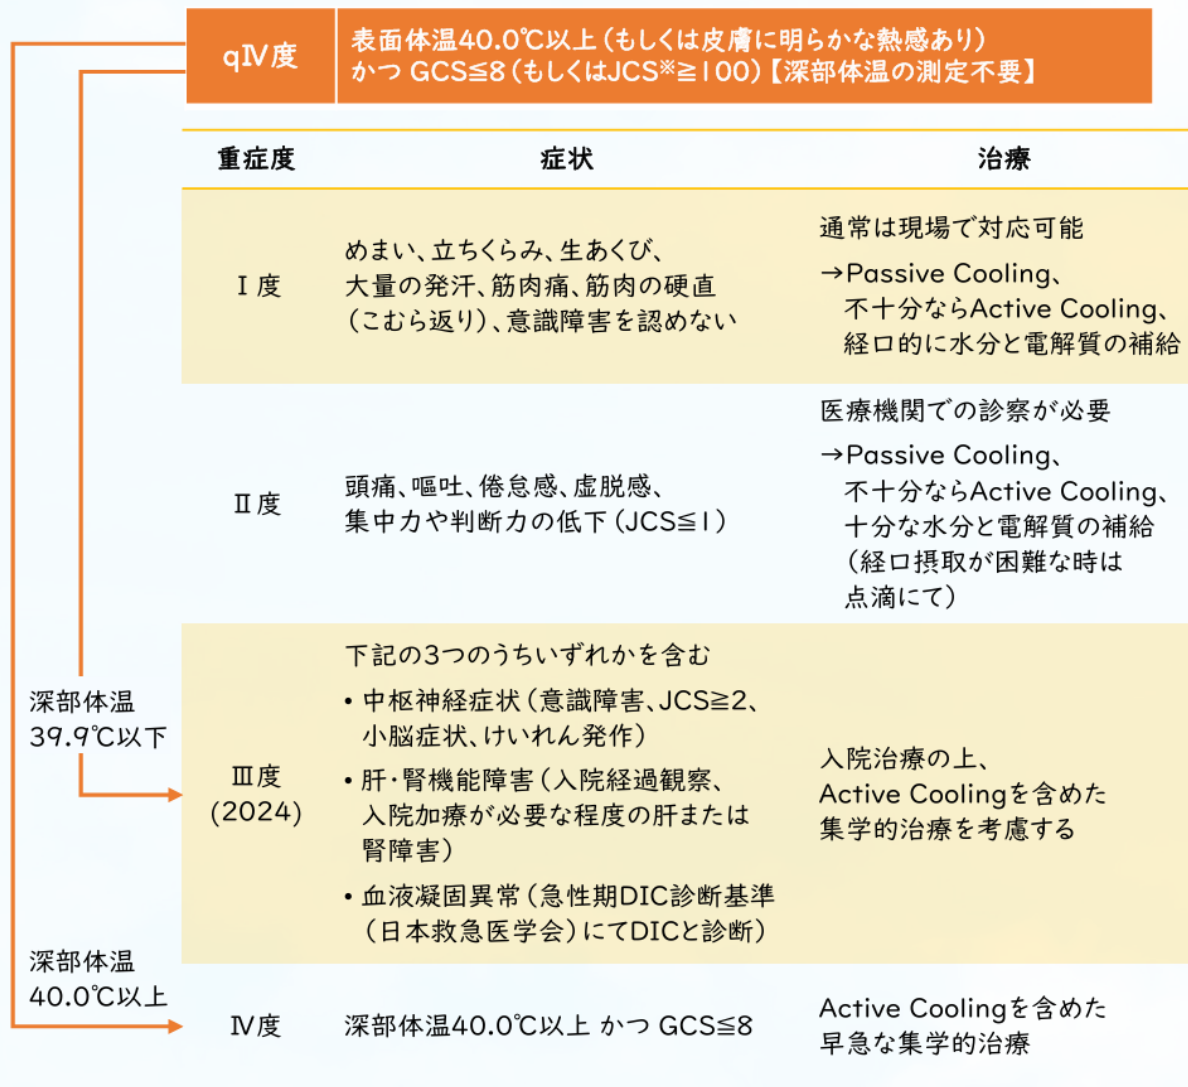 qⅣ度
表面体温40.0℃以上（もしくは皮膚に明らかな熱感あり）
かつ GCS≦8（もしくはJCS※≧100）【深部体温の測定不要】
重症度 症状 治療
Ⅰ度
めまい、立ちくらみ、生あくび、
大量の発汗、筋肉痛、筋肉の硬直
（こむら返り）、意識障害を認めない
通常は現場で対応可能
→Passive Cooling、
不十分ならActive Cooling、
経口的に水分と電解質の補給
Ⅱ度
頭痛、嘔吐、倦怠感、虚脱感、
集中力や判断力の低下（JCS≦1）
医療機関での診察が必要
→Passive Cooling、
不十分ならActive Cooling、
十分な水分と電解質の補給
（経口摂取が困難な時は
点滴にて）
深部体温
39.9℃以下
Ⅲ度
(2024)
下記の3つのうちいずれかを含む
• 中枢神経症状（意識障害、JCS≧2、
小脳症状、けいれん発作）
• 肝・腎機能障害（入院経過観察、
入院加療が必要な程度の肝または
腎障害）
• 血液凝固異常（急性期DIC診断基準
（日本救急医学会）にてDICと診断）
入院治療の上、
Active Coolingを含めた
集学的治療を考慮する
深部体温
40.0℃以上
Ⅳ度
深部体温40.0℃以上 かつ GCS≦8
Active Coolingを含めた
早急な集学的治療